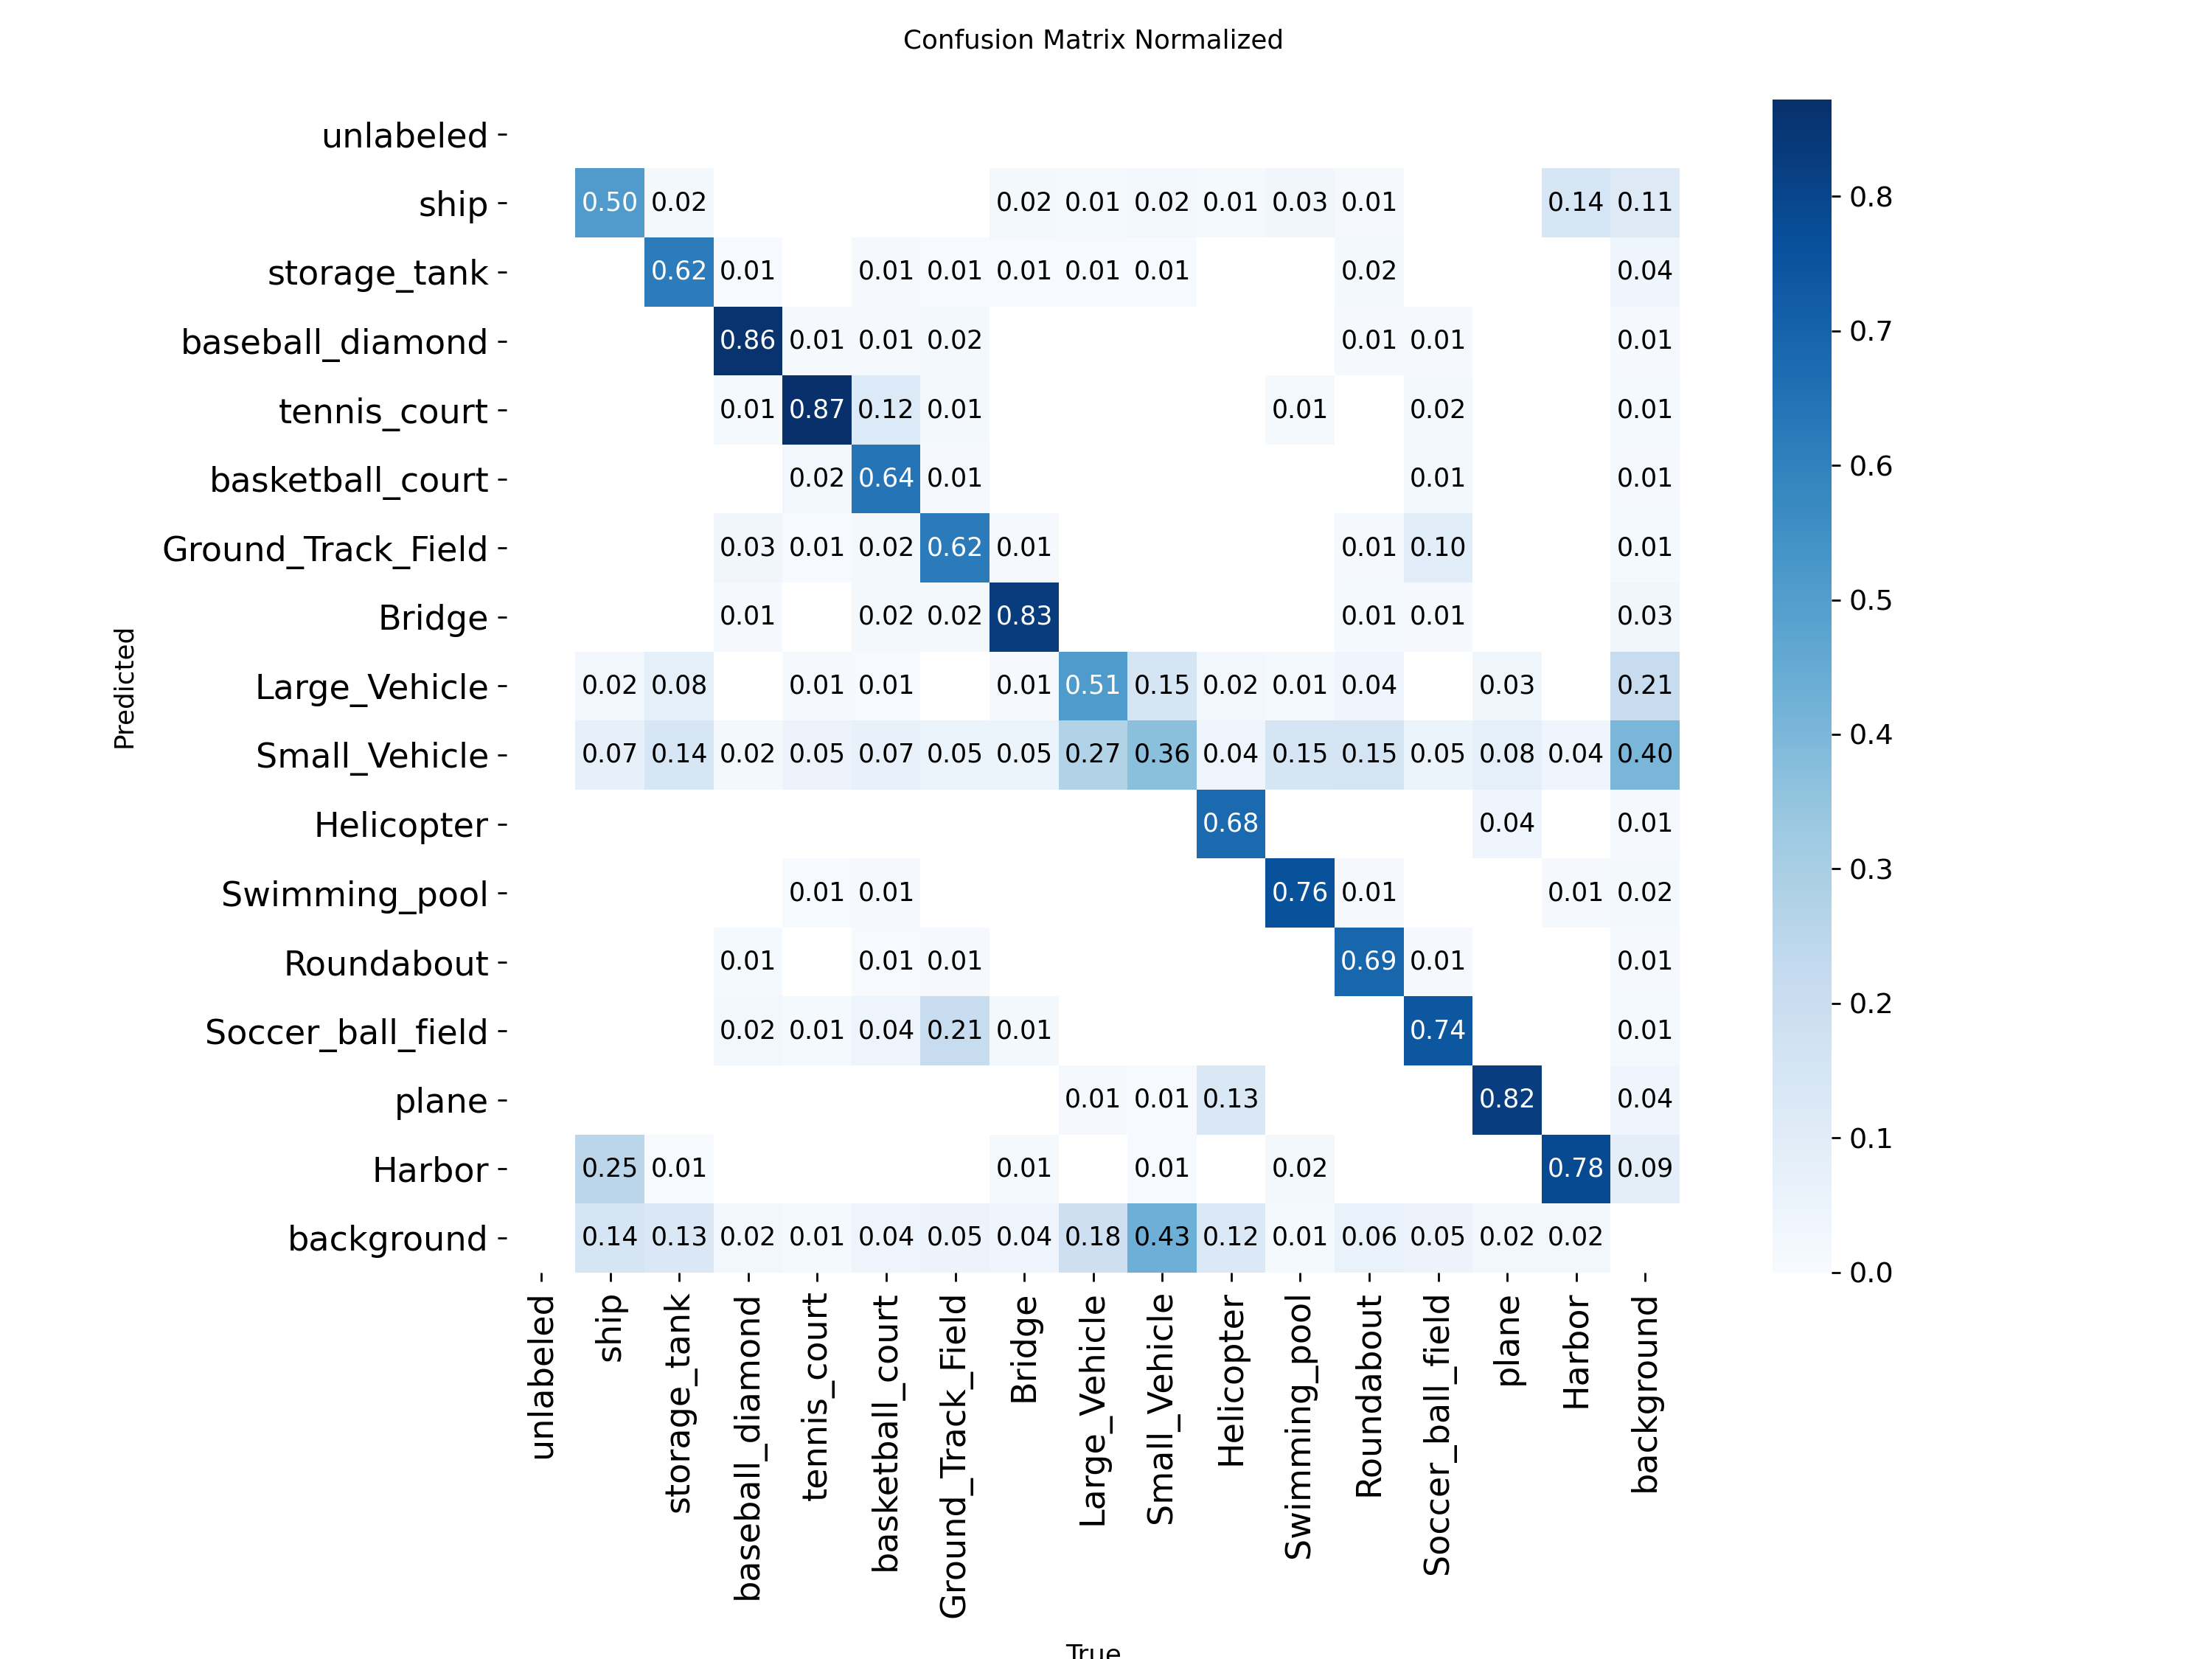 Confusion Matrix Normalized
unlabeled
ship 0.50 0.02 0.02 0.01 0.02 0.01 0.03 0.01 0.14 0.11
storage_tank 0.62 0.01 0.01 0.01 0.01 0.01 0.01 0.02 0.04
baseball_diamond 0.86 0.01 0.01 0.02 0.01 0.01 0.01
tennis_court 0.01 0.87 0.12 0.01 0.01 0.02 0.01
basketball_court 0.02 0.64 0.01 0.01 0.01
Ground_Track_Field 0.03 0.01 0.02 0.62 0.01 0.01 0.10 0.01
Bridge 0.01 0.02 0.02 0.83 0.01 0.01 0.03
Large_Vehicle 0.02 0.08 0.01 0.01 0.01 0.51 0.15 0.02 0.01 0.04 0.03 0.21
Small_Vehicle 0.07 0.14 0.02 0.05 0.07 0.05 0.05 0.27 0.36 0.04 0.15 0.15 0.05 0.08 0.04 0.40
Helicopter 0.68 0.04 0.01
Swimming_pool 0.01 0.01 0.76 0.01 0.01 0.02
Roundabout 0.01 0.01 0.01 0.69 0.01 0.01
Soccer_ball_field 0.02 0.01 0.04 0.21 0.01 0.74 0.01
plane 0.01 0.01 0.13 0.82 0.04
Harbor 0.25 0.01 0.01 0.01 0.02 0.78 0.09
background 0.14 0.13 0.02 0.01 0.04 0.05 0.04 0.18 0.43 0.12 0.01 0.06 0.05 0.02 0.02
Predicted
unlabeled
ship
storage_tank
baseball_diamond
tennis_court
basketball_court
Ground_Track_Field
Bridge
Large_Vehicle
Small_Vehicle
Helicopter
Swimming_pool
Roundabout
Soccer_ball_field
plane
Harbor
background
True
0.8
0.7
0.6
0.5
0.4
0.3
0.2
0.1
0.0